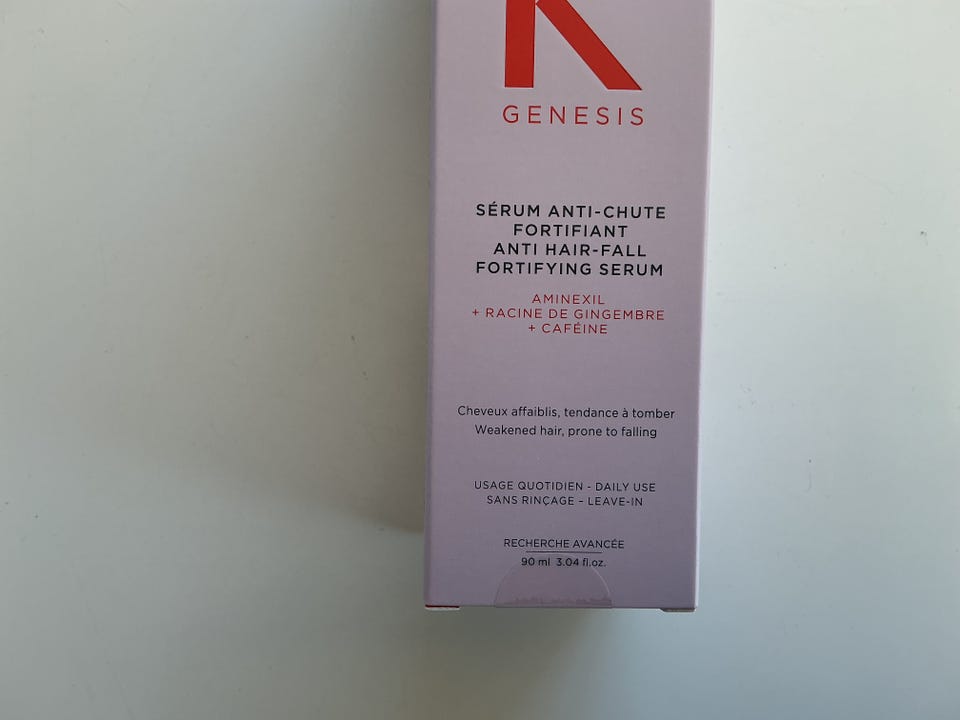 K
GENESIS
SÉRUM ANTI-CHUTE
FORTIFIANT
ANTI HAIR-FALL
FORTIFYING SERUM
AMINEXIL
+ RACINE DE GINGEMBRE
+ CAFÉINE
Cheveux affaiblis, tendance à tomber
Weakened hair, prone to falling
USAGE QUOTIDIEN - DAILY USE
SANS RINÇAGE – LEAVE-IN
RECHERCHE AVANCÉE
90 ml 3.04 fl.oz.